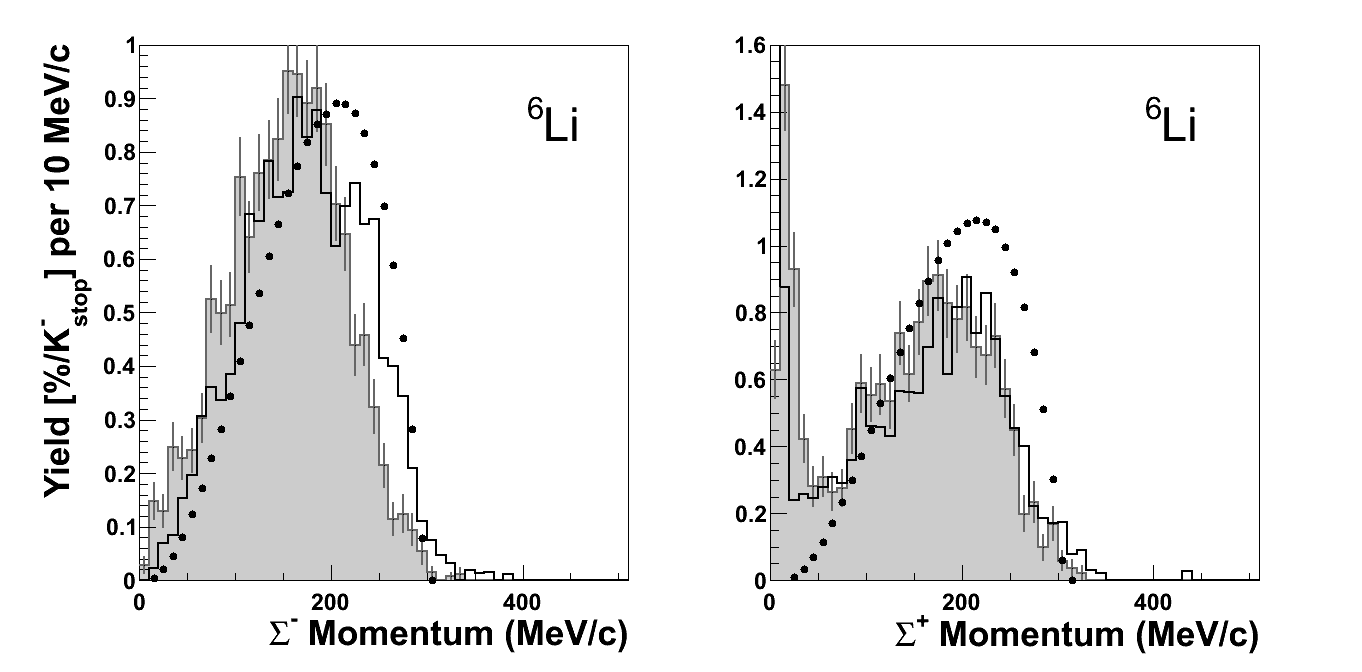 Yield [%/K⁻stop] per 10 MeV/c
1
0.9
0.8
0.7
0.6
0.5
0.4
0.3
0.2
0.1
0
⁶Li
0 200 400
Σ⁻ Momentum (MeV/c)
1.6
1.4
1.2
1
0.8
0.6
0.4
0.2
0
⁶Li
0 200 400
Σ⁺ Momentum (MeV/c)